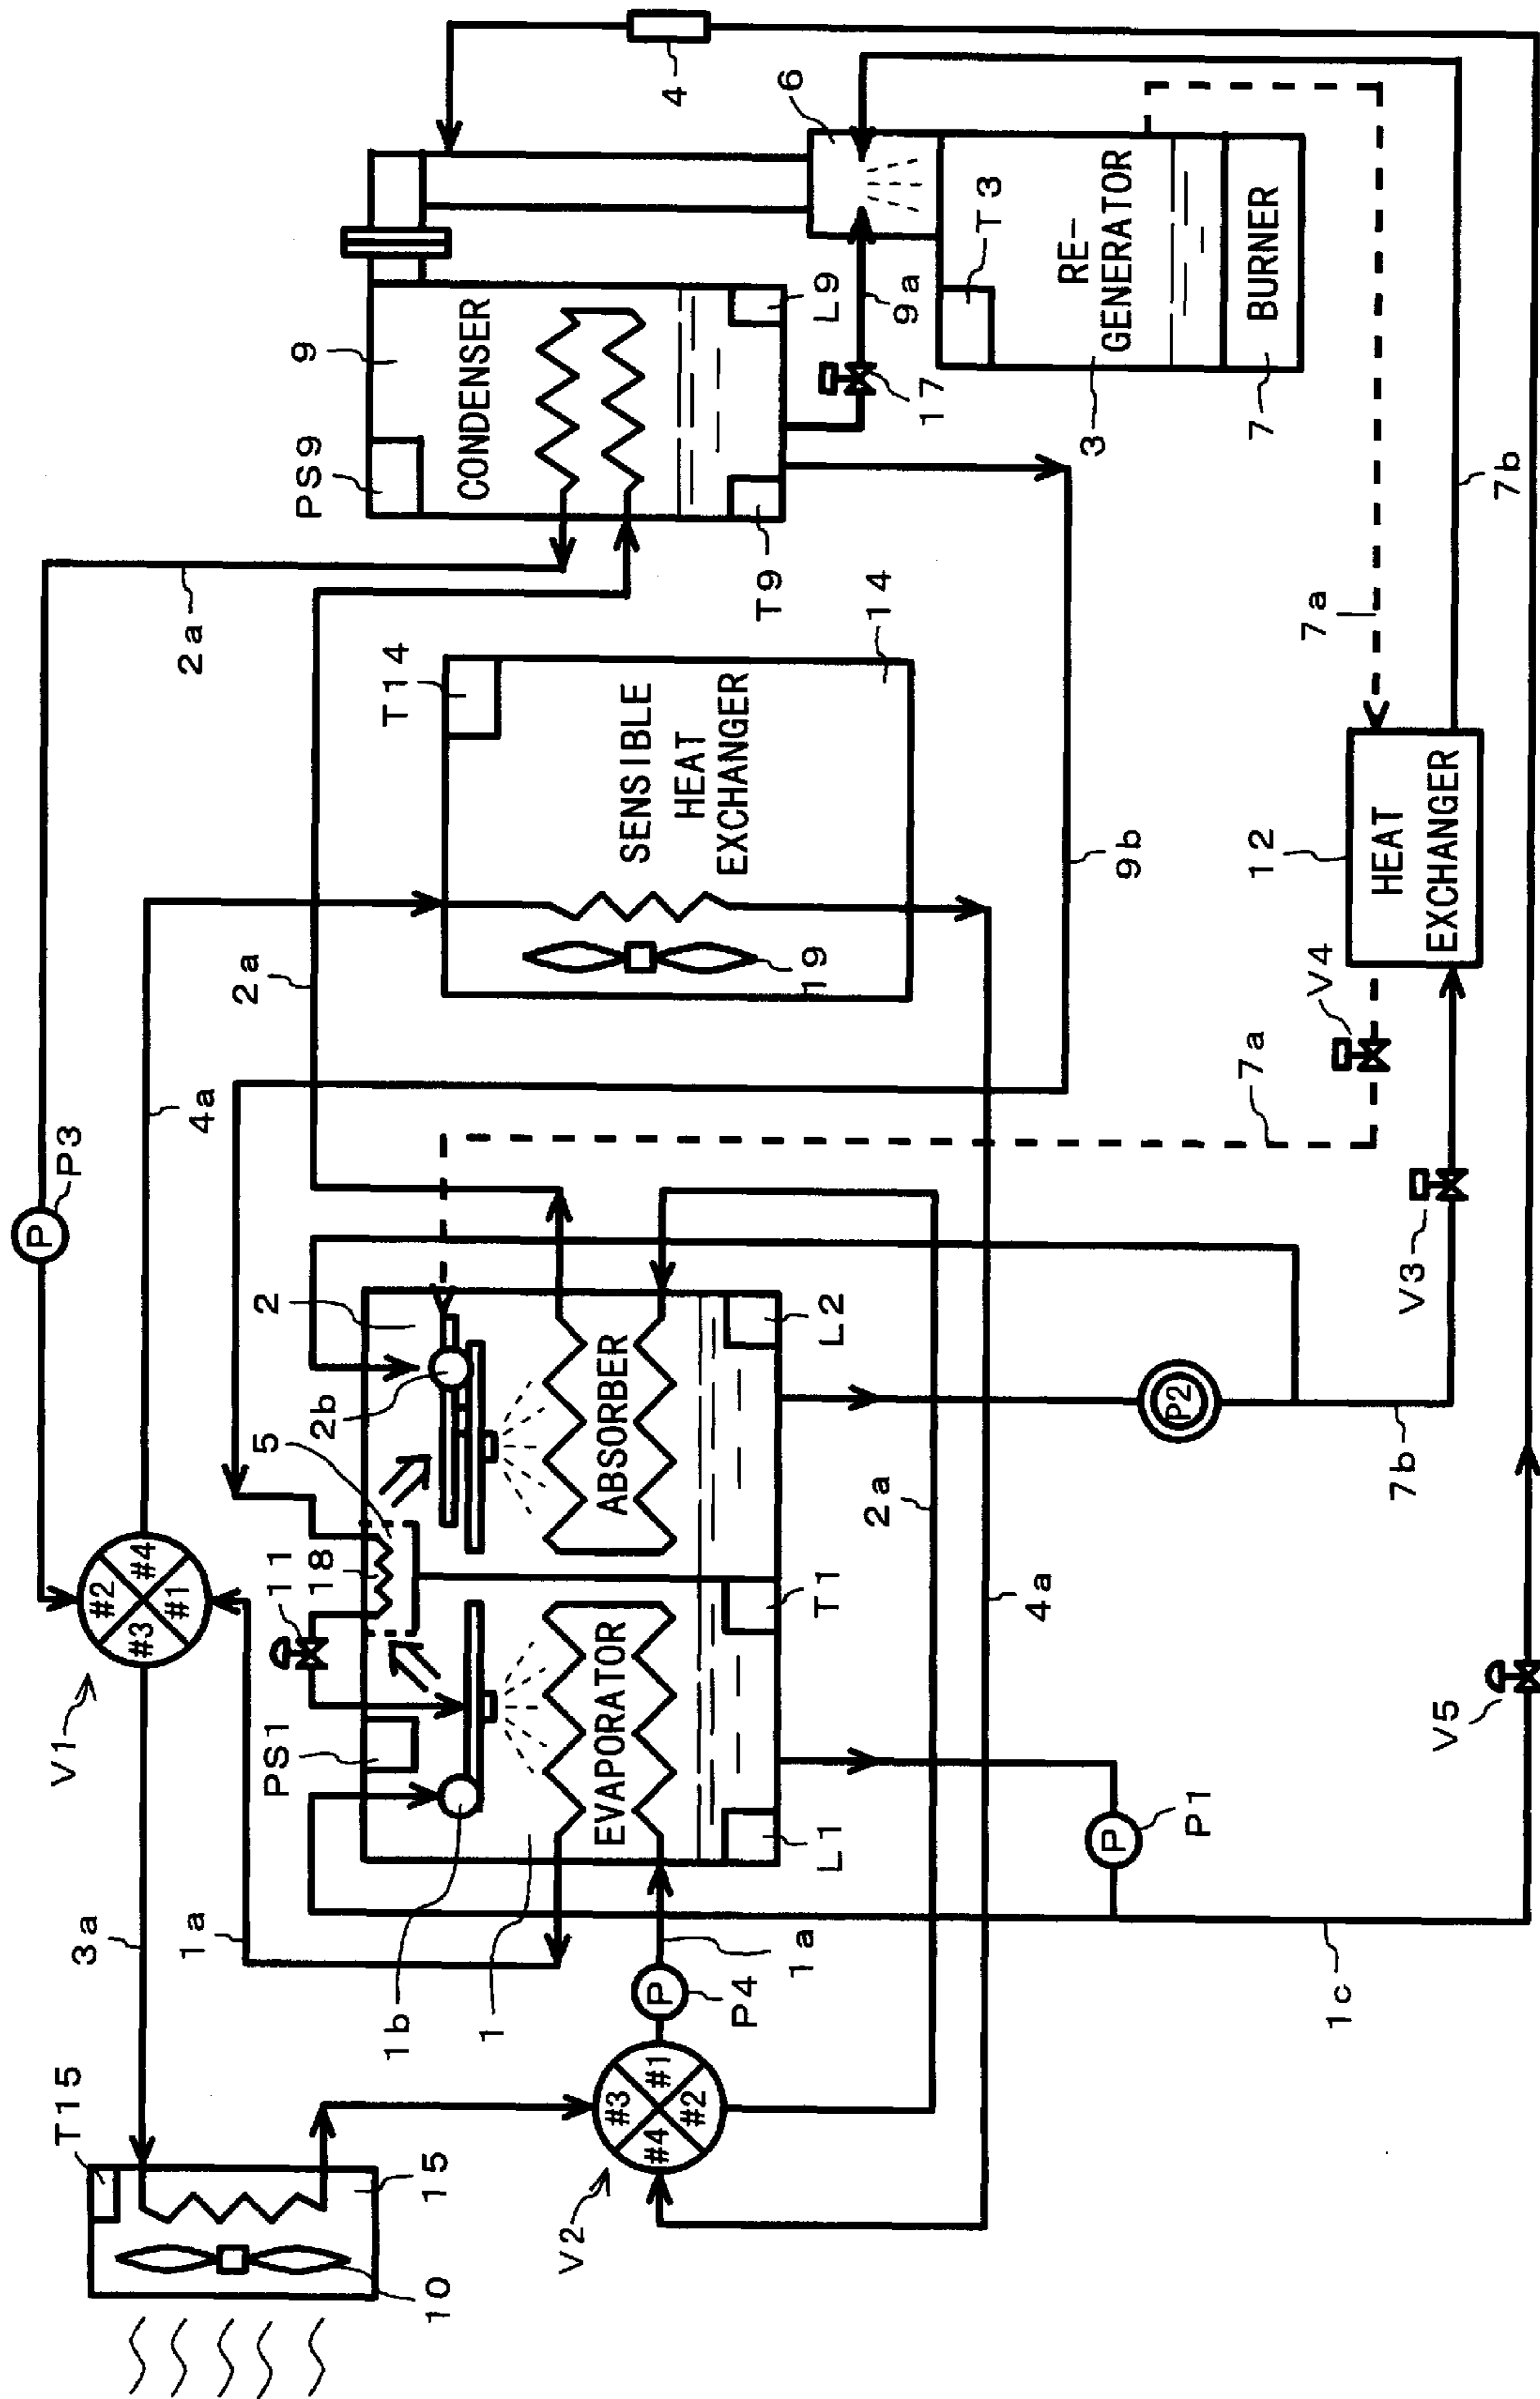 T15
15
10
3a
V1
#1
#2
#3
#4
P
P3
4a
2a
2a
1a
1b
1
PS1
11
18
5
2b
2
EVAPORATOR
ABSORBER
L1
T1
L2
1a
P
P4
V2
#1
#2
#3
#4
P
P1
1c
V5
4a
2a
7b
P2
V3
7a
V4
9b
T14
SENSIBLE
HEAT
EXCHANGER
19
14
12
HEAT
EXCHANGER
7a
7b
PS9
9
CONDENSER
T9
L9
17
9a
4
6
T3
RE-
GENERATOR
3
BURNER
7